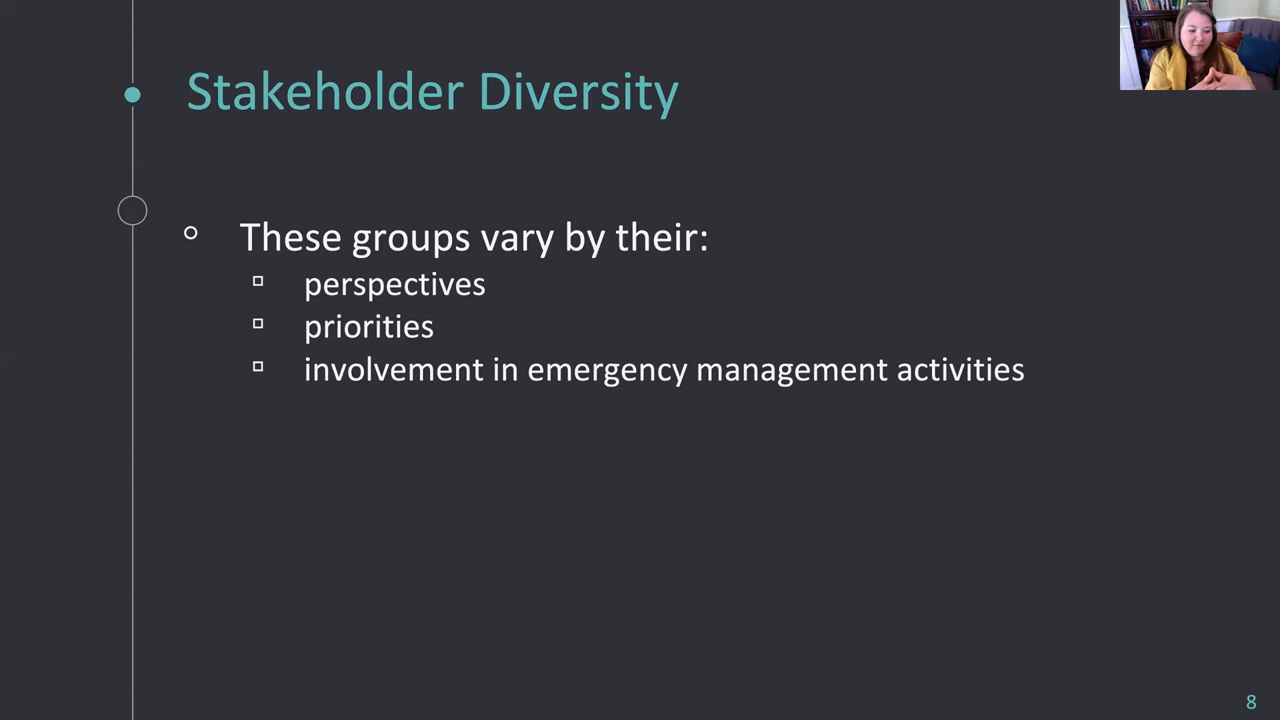 Stakeholder Diversity
These groups vary by their:
perspectives
priorities
involvement in emergency management activities
8